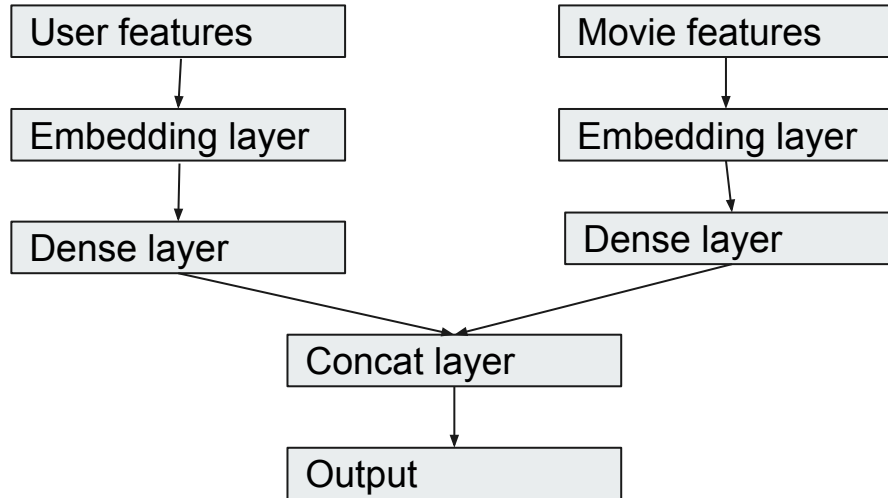 User features
Movie features
Embedding layer
Embedding layer
Dense layer
Dense layer
Concat layer
Output